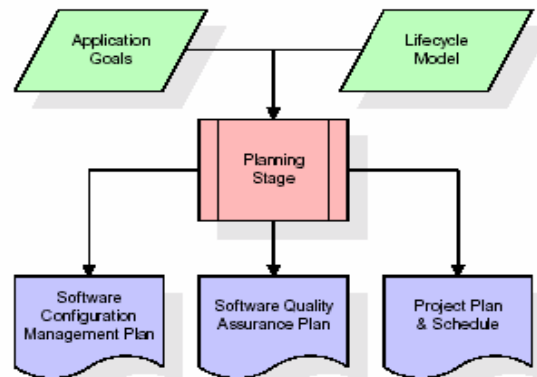 Application
Goals
Lifecycle
Model
Planning
Stage
Software
Configuration
Management Plan
Software Quality
Assurance Plan
Project Plan
& Schedule